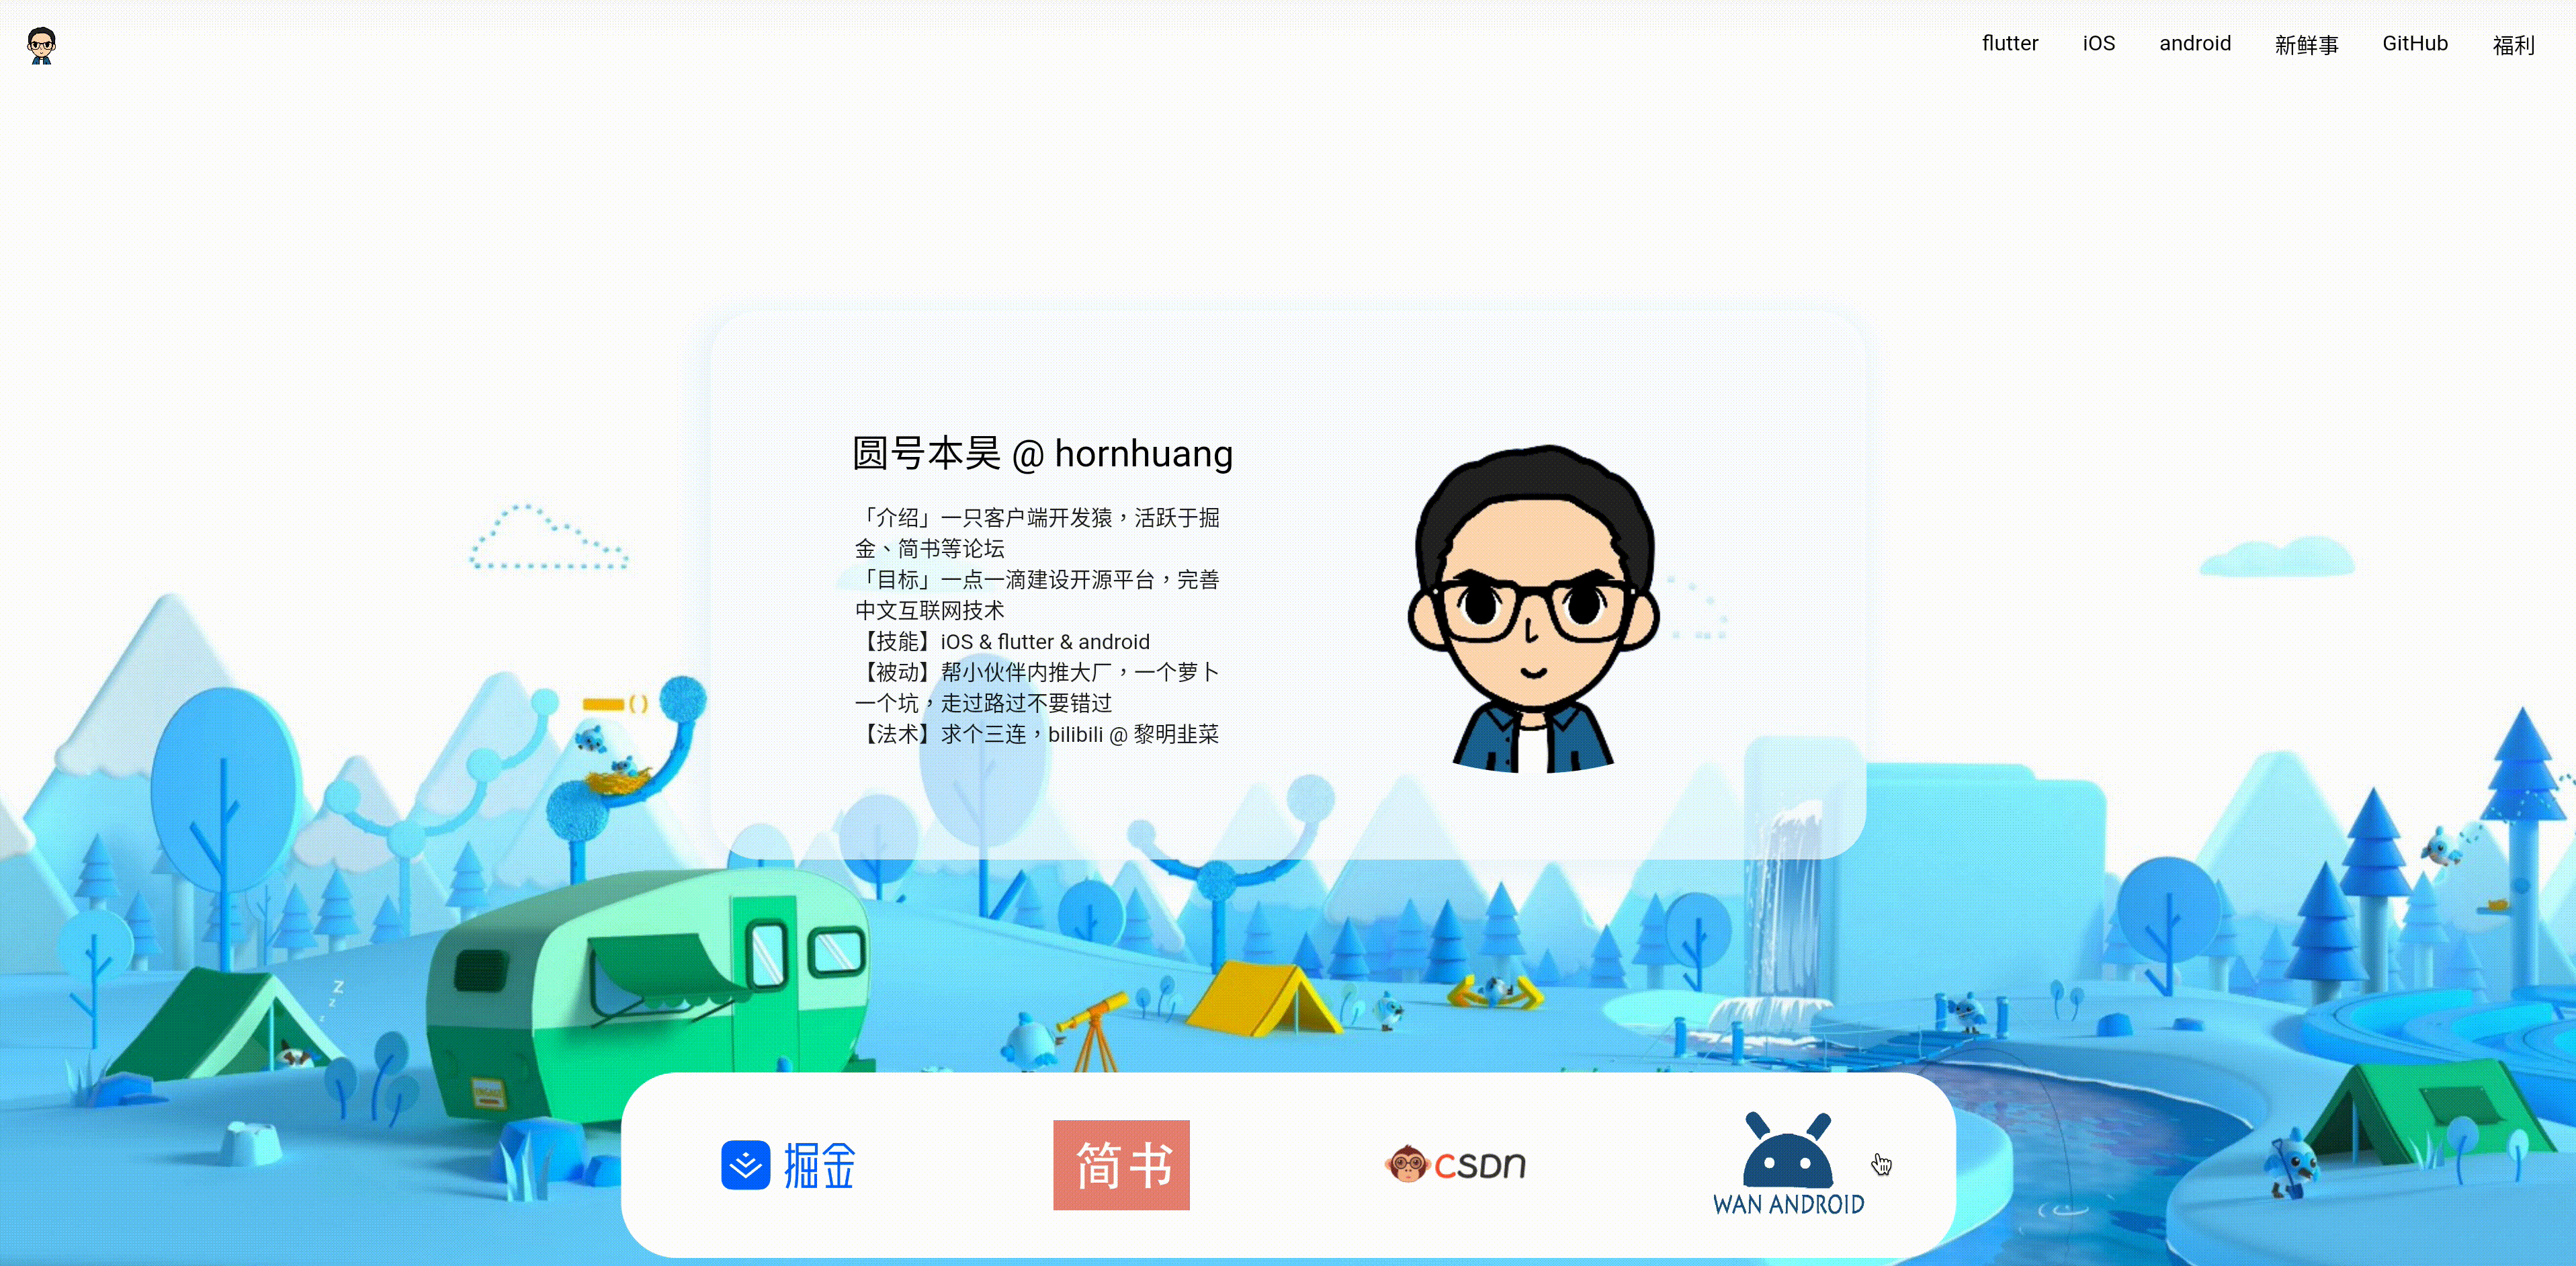 flutter iOS android 新鲜事 GitHub 福利
圆号本昊 @ hornhuang
「介绍」一只客户端开发猿，活跃于掘
金、简书等论坛
「目标」一点一滴建设开源平台，完善
中文互联网技术
【技能】iOS & flutter & android
【被动】帮小伙伴内推大厂，一个萝卜
一个坑，走过路过不要错过
【法术】求个三连，bilibili @ 黎明韭菜
()
z
z
z
掘金
简书
CSDN
WAN ANDROID